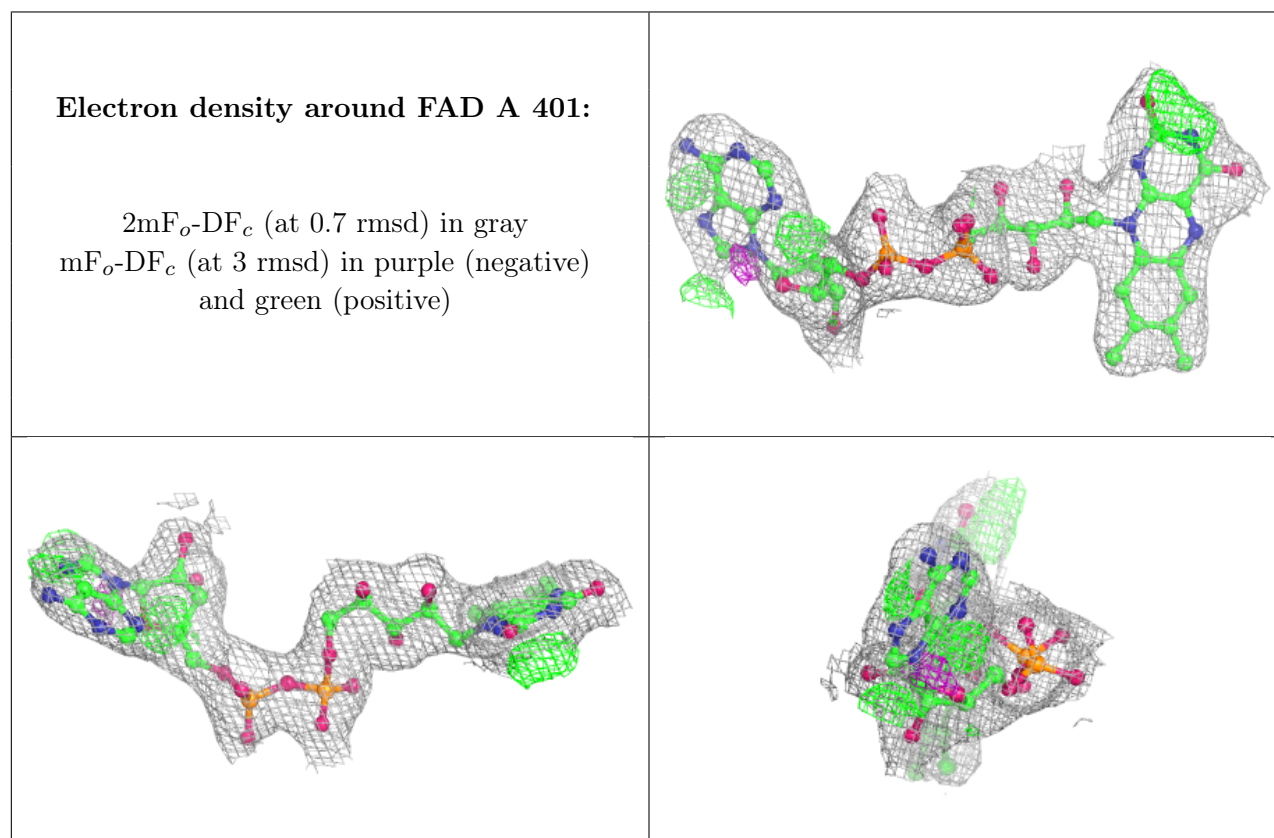 Electron density around FAD A 401:
2mFo-DFc (at 0.7 rmsd) in gray
mFo-DFc (at 3 rmsd) in purple (negative)
and green (positive)